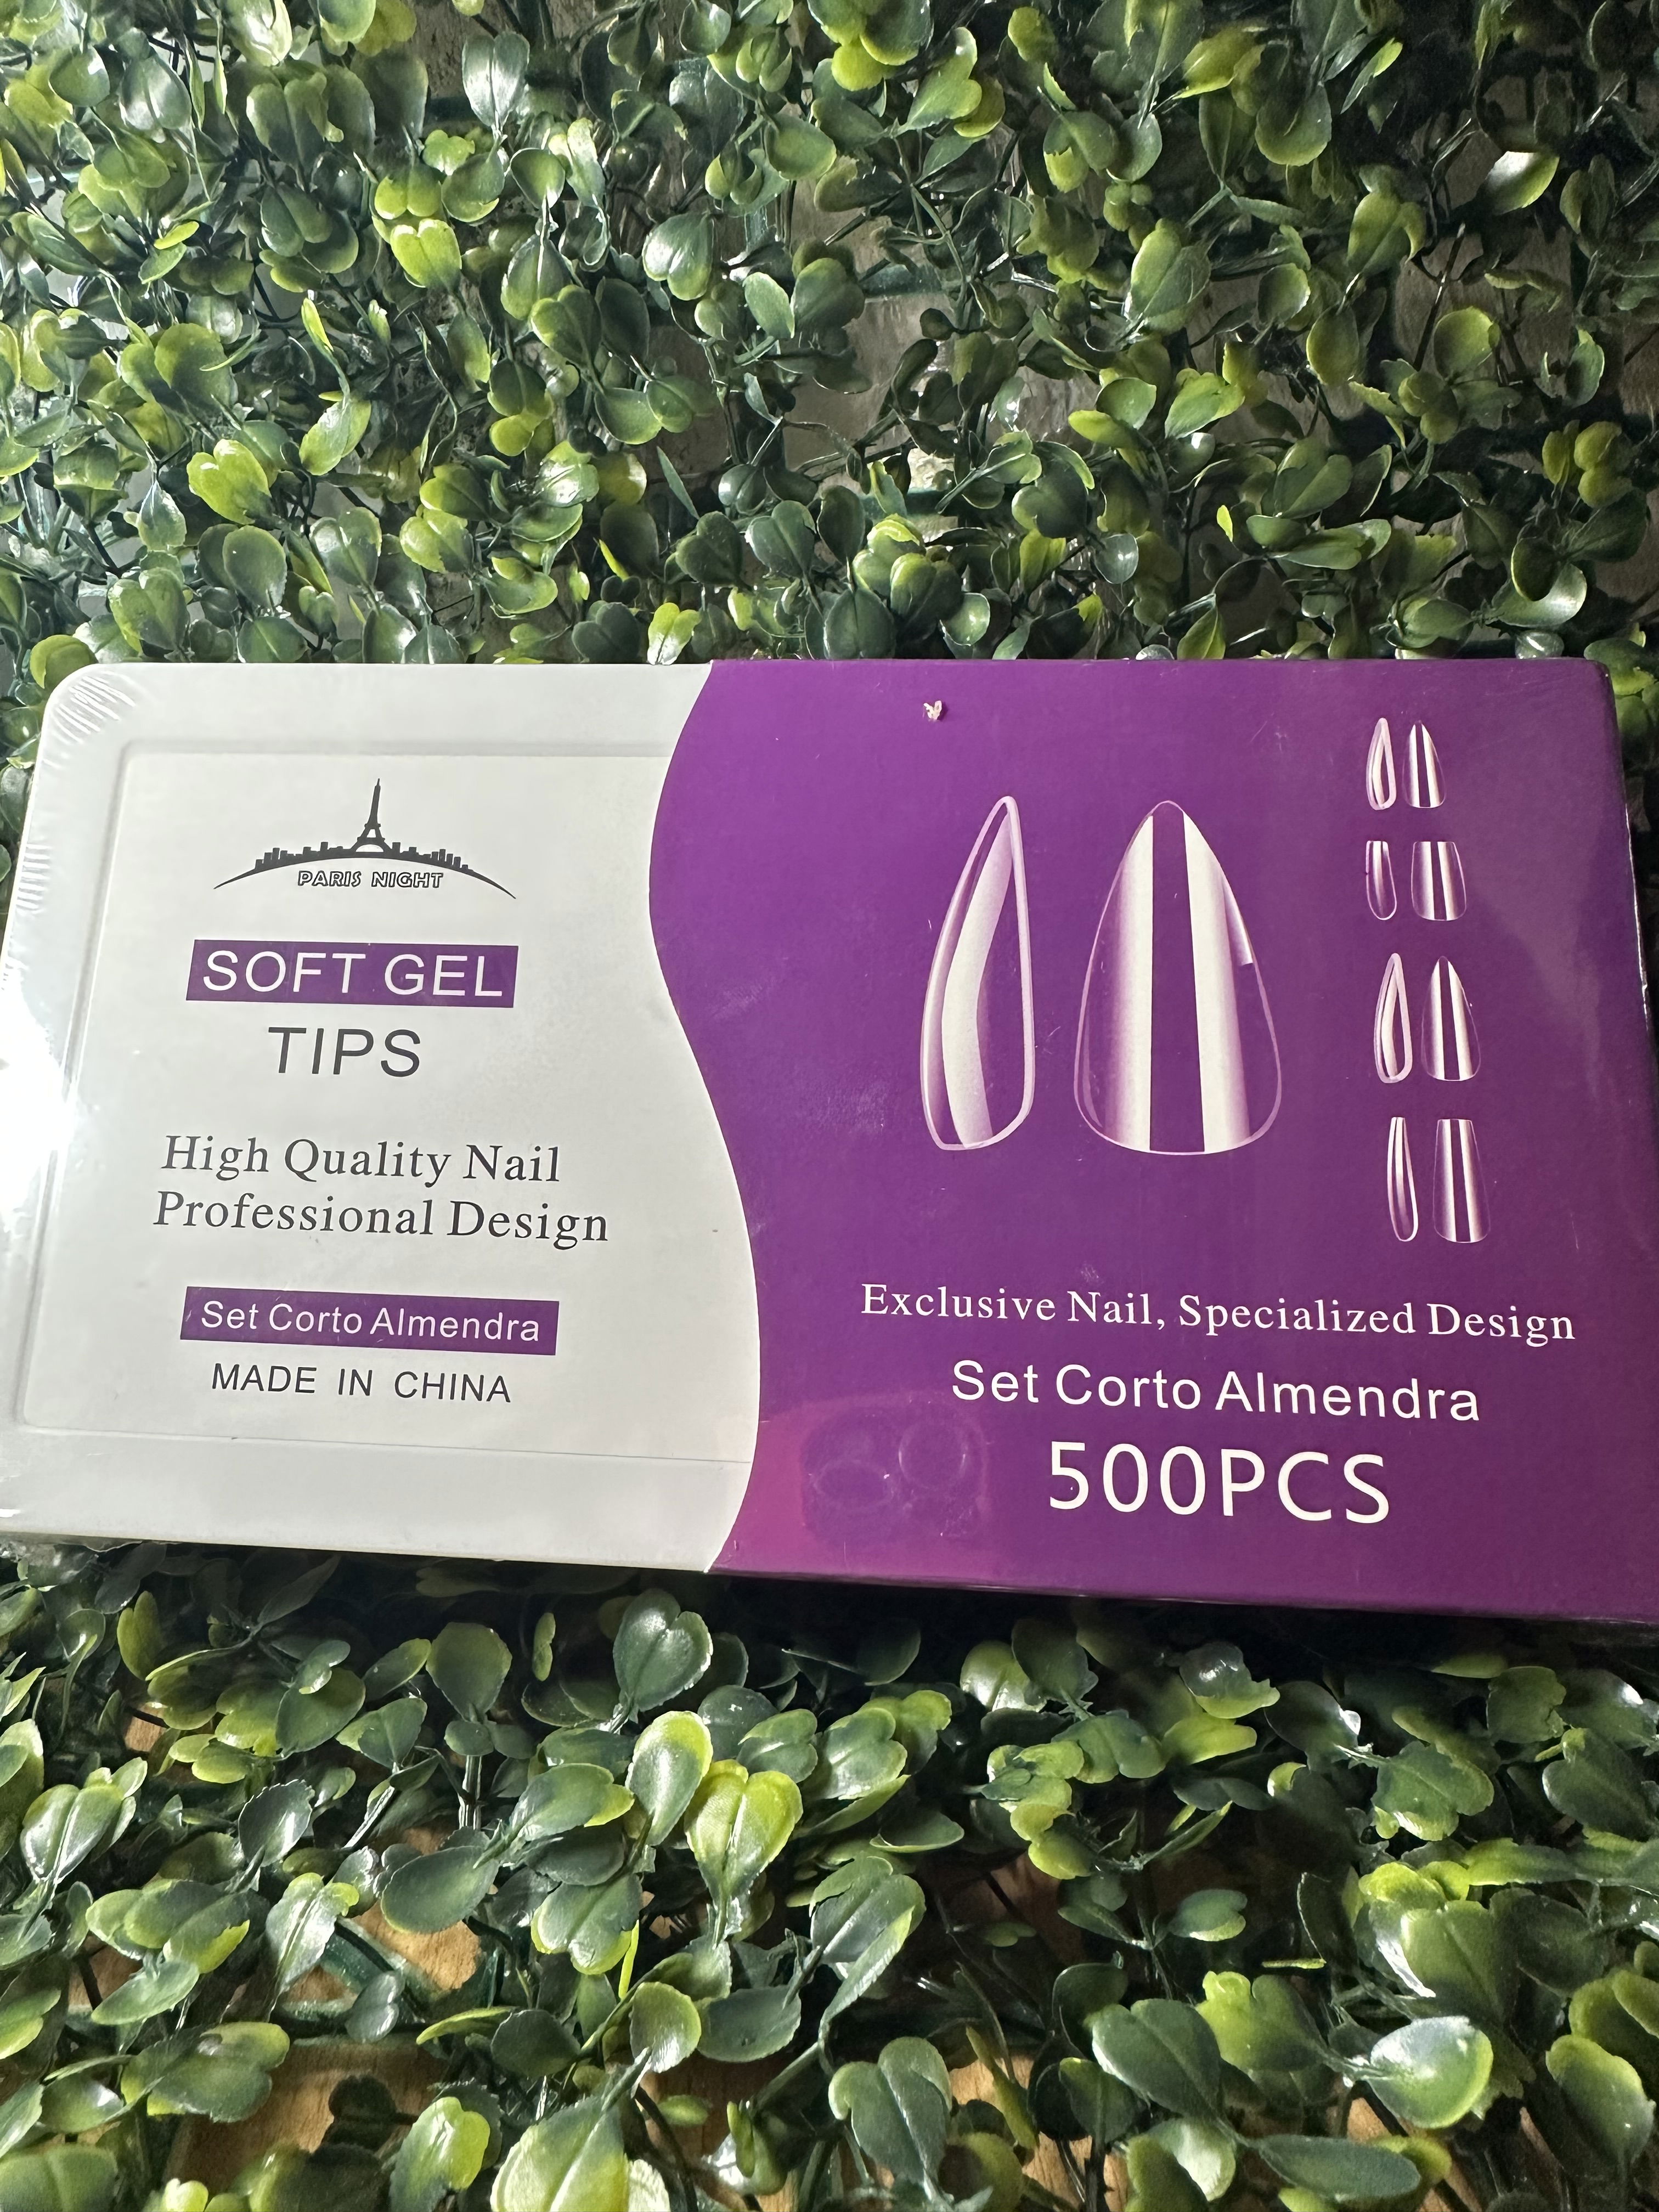 PARIS NIGHT
SOFT GEL
TIPS
High Quality Nail
Professional Design
Set Corto Almendra
MADE IN CHINA
Exclusive Nail, Specialized Design
Set Corto Almendra
500PCS